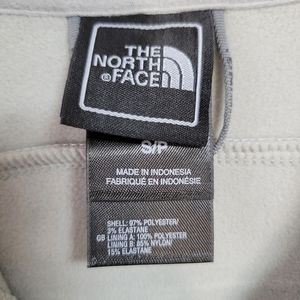 THE
NORTH
FACE
S/P
MADE IN INDONESIA
FABRIQUÉ EN INDONÉSIE
SHELL: 97% POLYESTER/
3% ELASTANE
GB LINING A: 100% POLYESTER
LINING B: 85% NYLON/
15% ELASTANE